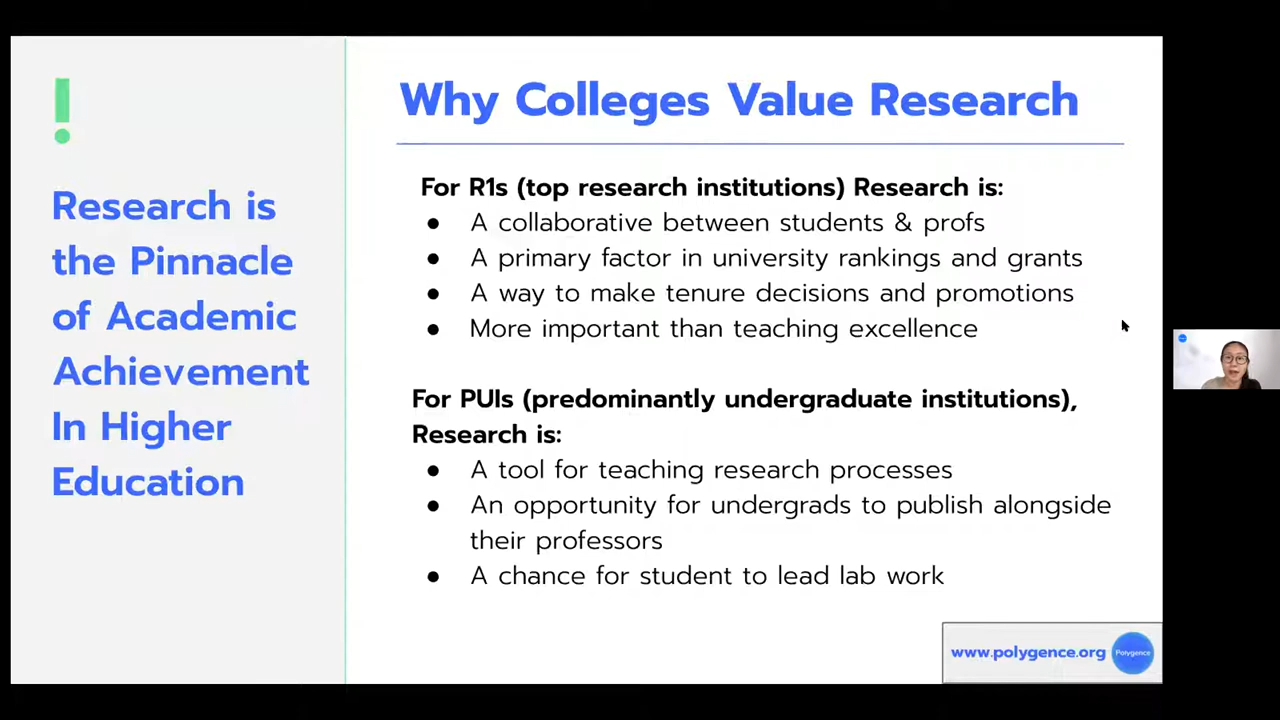 !
Research is
the Pinnacle
of Academic
Achievement
In Higher
Education
Why Colleges Value Research
For R1s (top research institutions) Research is:
● A collaborative between students & profs
● A primary factor in university rankings and grants
● A way to make tenure decisions and promotions
● More important than teaching excellence
For PUIs (predominantly undergraduate institutions),
Research is:
● A tool for teaching research processes
● An opportunity for undergrads to publish alongside
their professors
● A chance for student to lead lab work
www.polygence.org
Polygence